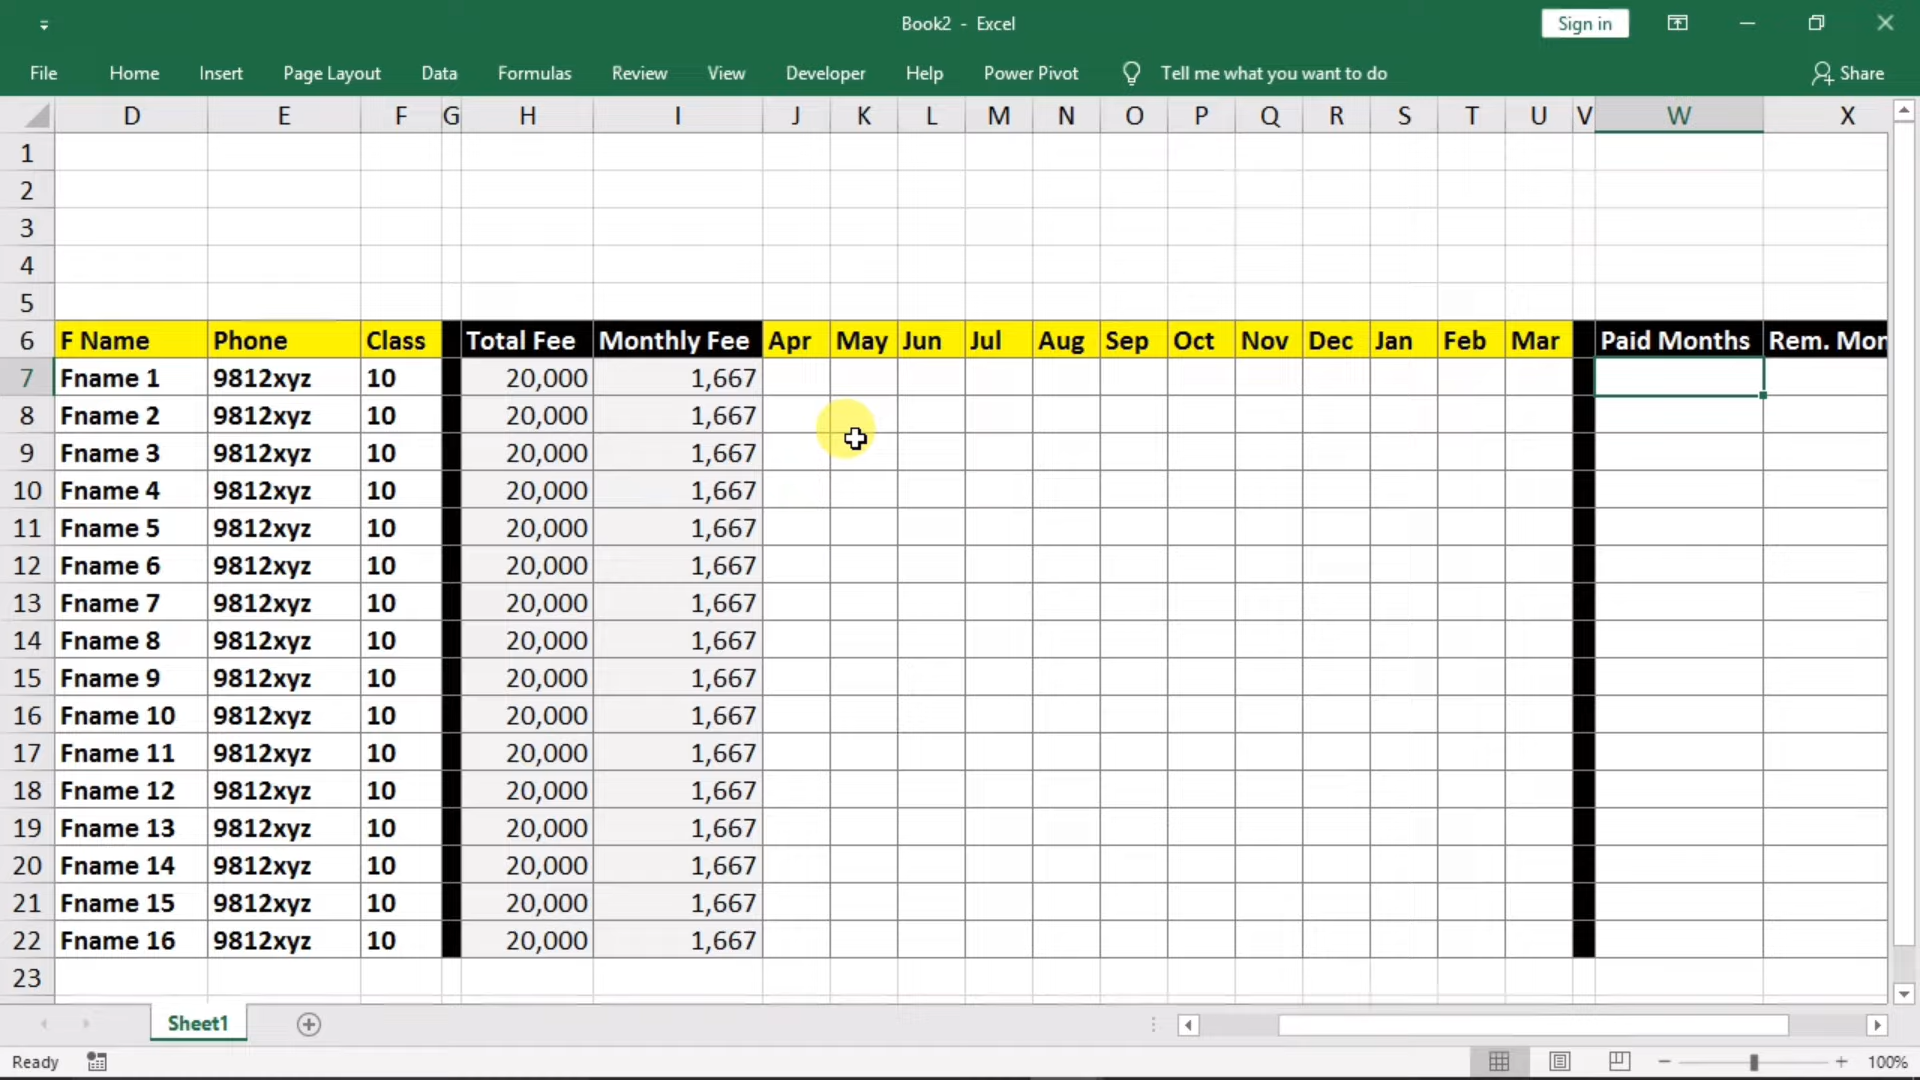 Book2 - Excel
Sign in
File Home Insert Page Layout Data Formulas Review View Developer Help Power Pivot Tell me what you want to do Share
D E F G H I J K L M N O P Q R S T U V W X
1
2
3
4
5
6 F Name Phone Class Total Fee Monthly Fee Apr May Jun Jul Aug Sep Oct Nov Dec Jan Feb Mar Paid Months Rem. Mon
7 Fname 1 9812xyz 10 20,000 1,667
8 Fname 2 9812xyz 10 20,000 1,667
9 Fname 3 9812xyz 10 20,000 1,667
10 Fname 4 9812xyz 10 20,000 1,667
11 Fname 5 9812xyz 10 20,000 1,667
12 Fname 6 9812xyz 10 20,000 1,667
13 Fname 7 9812xyz 10 20,000 1,667
14 Fname 8 9812xyz 10 20,000 1,667
15 Fname 9 9812xyz 10 20,000 1,667
16 Fname 10 9812xyz 10 20,000 1,667
17 Fname 11 9812xyz 10 20,000 1,667
18 Fname 12 9812xyz 10 20,000 1,667
19 Fname 13 9812xyz 10 20,000 1,667
20 Fname 14 9812xyz 10 20,000 1,667
21 Fname 15 9812xyz 10 20,000 1,667
22 Fname 16 9812xyz 10 20,000 1,667
23
Sheet1
Ready 100%